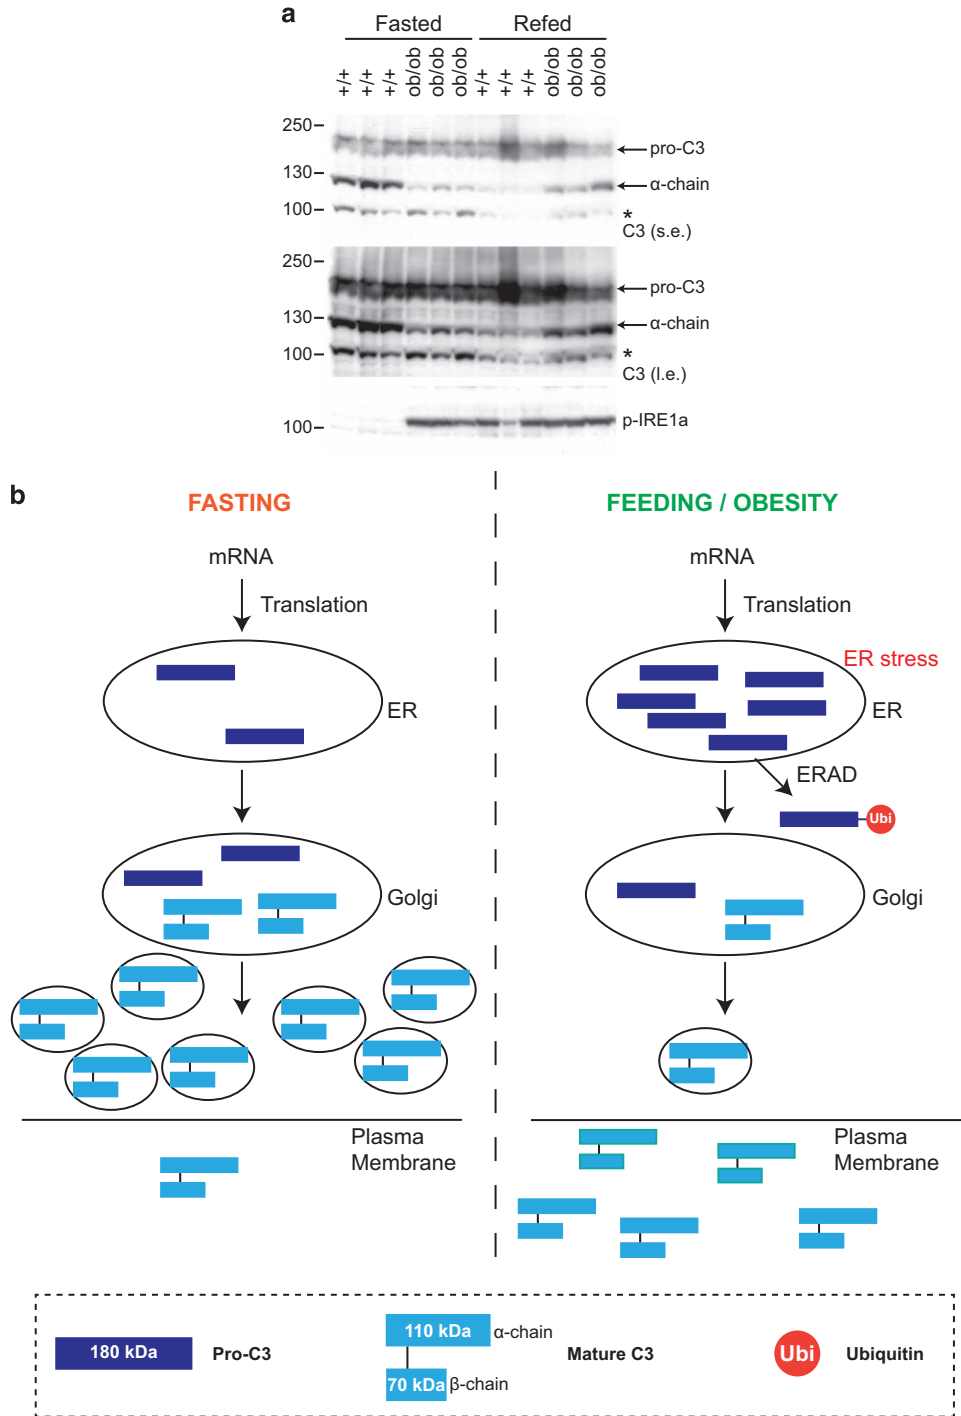 a
Fasted Refed
+/+ +/+ +/+ ob/ob ob/ob ob/ob +/+ +/+ +/+ ob/ob ob/ob ob/ob
250
pro-C3
130
α-chain
100
*
C3 (s.e.)
250
pro-C3
130
α-chain
100
*
C3 (l.e.)
100
p-IRE1a
b
FASTING
FEEDING / OBESITY
mRNA
mRNA
Translation
Translation
ER stress
ER
ER
ERAD
Ubi
Golgi
Golgi
Plasma
Membrane
Plasma
Membrane
180 kDa
Pro-C3
110 kDa
α-chain
70 kDa
β-chain
Mature C3
Ubi
Ubiquitin